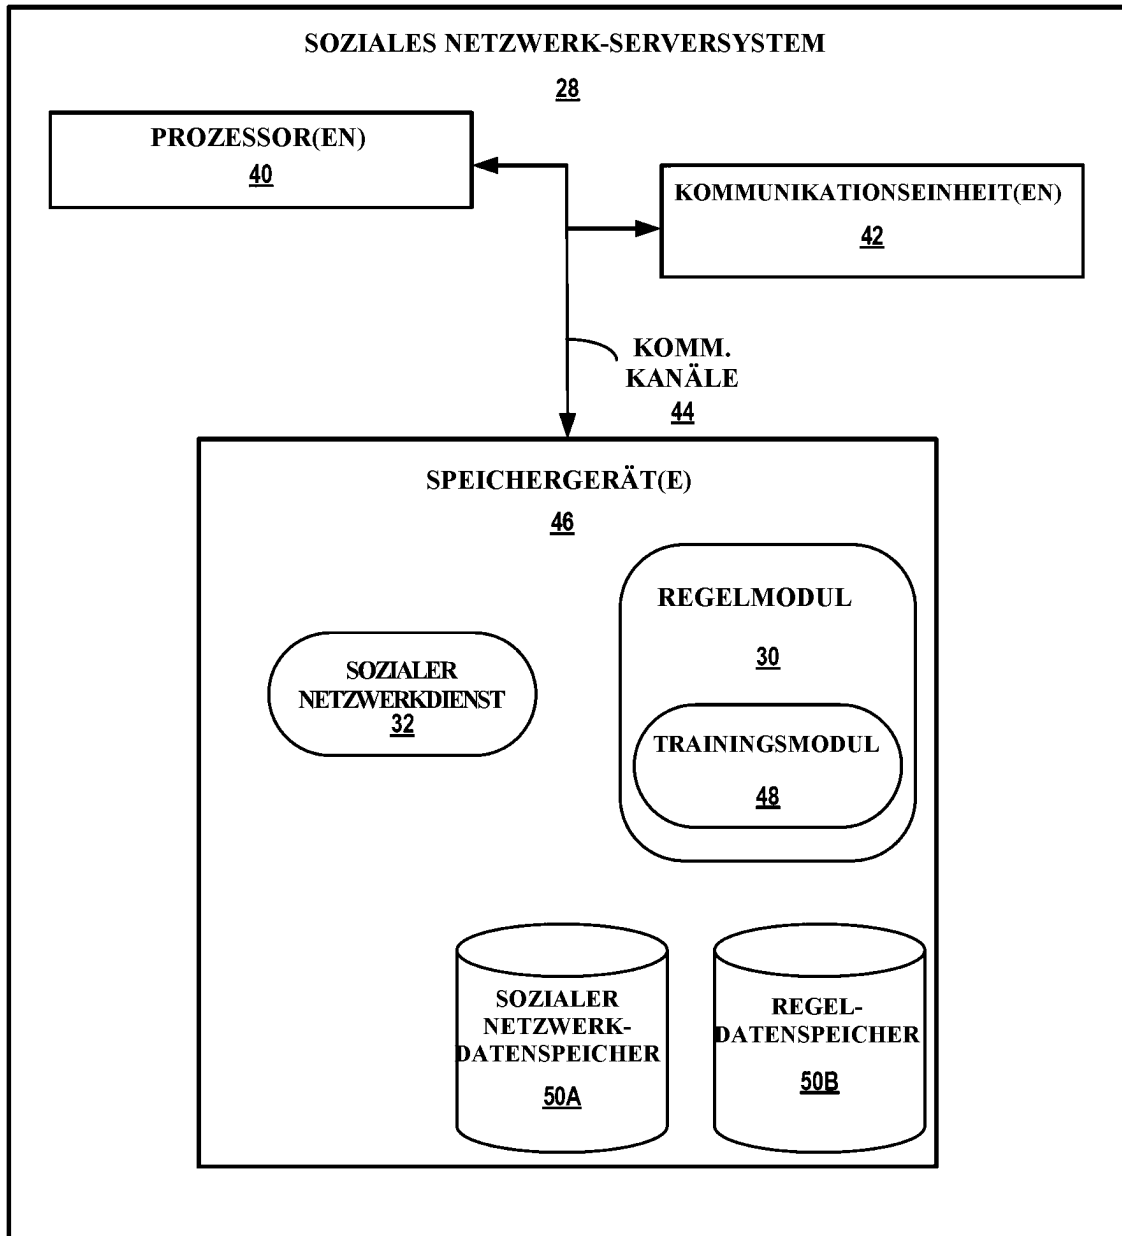 SOZIALES NETZWERK-SERVERSYSTEM
28
PROZESSOR(EN)
40
KOMMUNIKATIONSEINHEIT(EN)
42
KOMM.
KANÄLE
44
SPEICHERGERÄT(E)
46
REGELMODUL
30
SOZIALER
NETZWERKDIENST
32
TRAININGSMODUL
48
SOZIALER
NETZWERK-
DATENSPEICHER
50A
REGEL-
DATENSPEICHER
50B